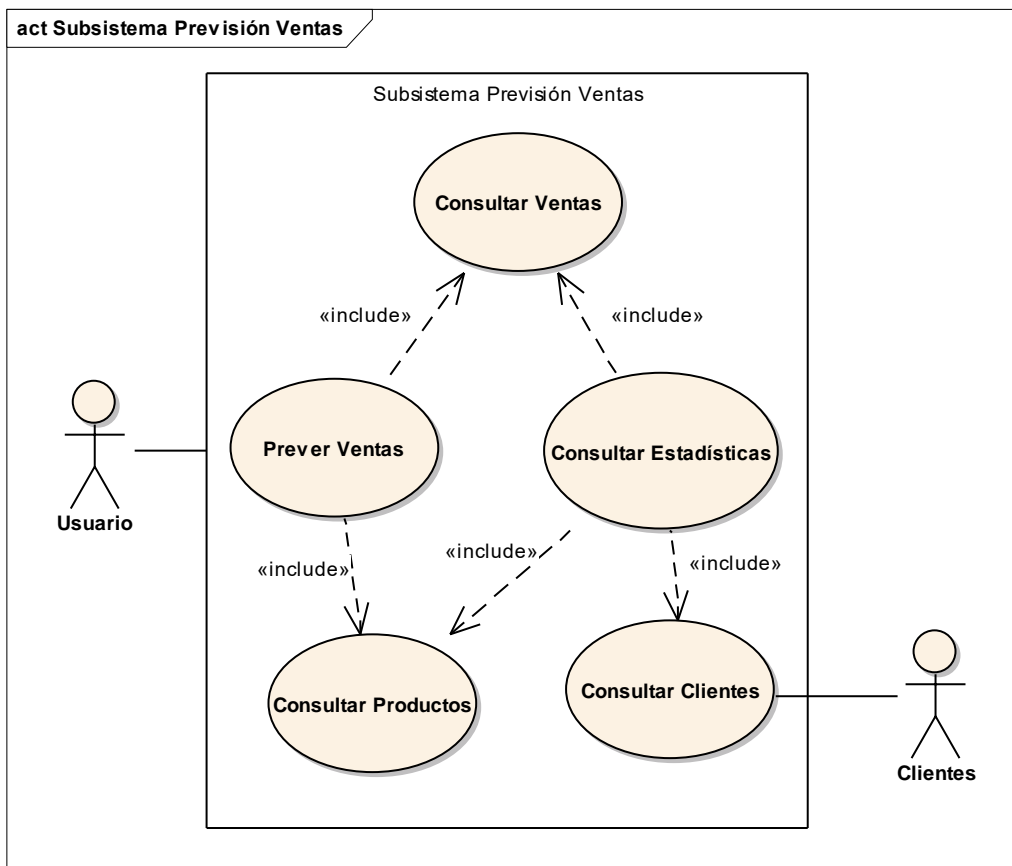 act Subsistema Previsión Ventas
Subsistema Previsión Ventas
Consultar Ventas
«include»
«include»
Prever Ventas
Consultar Estadísticas
Usuario
«include»
«include»
«include»
Consultar Productos
Consultar Clientes
Clientes